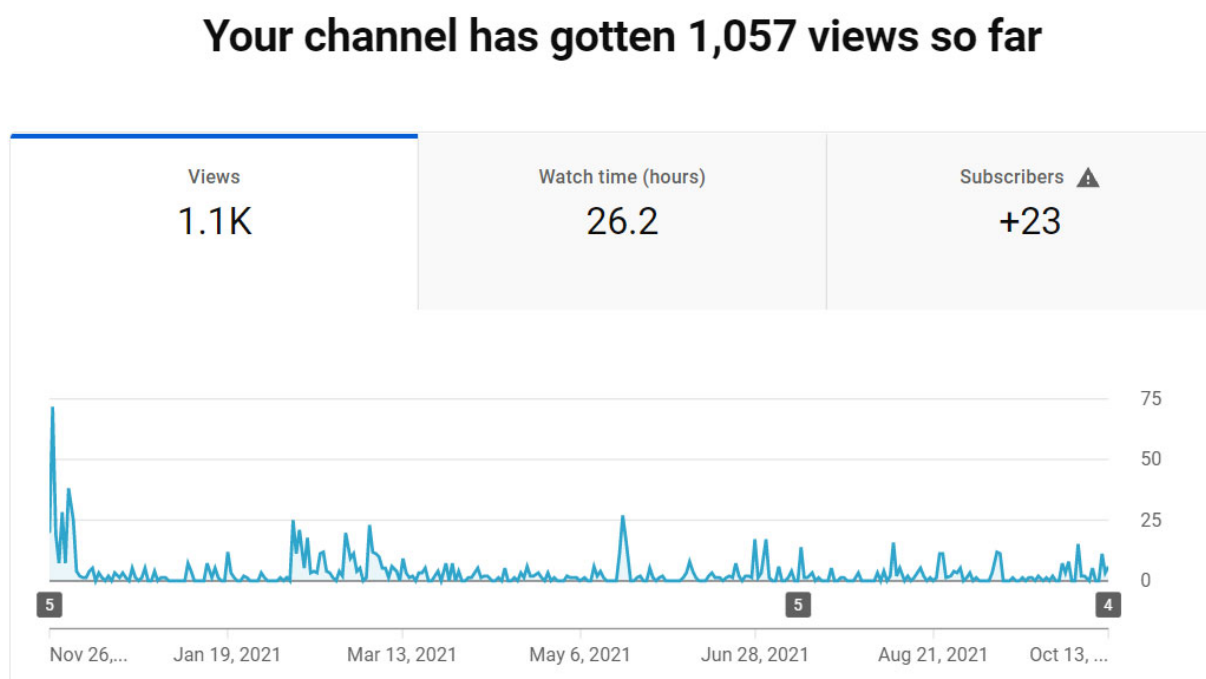 Your channel has gotten 1,057 views so far
Views
1.1K
Watch time (hours)
26.2
Subscribers
+23
75
50
25
0
5
5
4
Nov 26,... Jan 19, 2021 Mar 13, 2021 May 6, 2021 Jun 28, 2021 Aug 21, 2021 Oct 13, ...